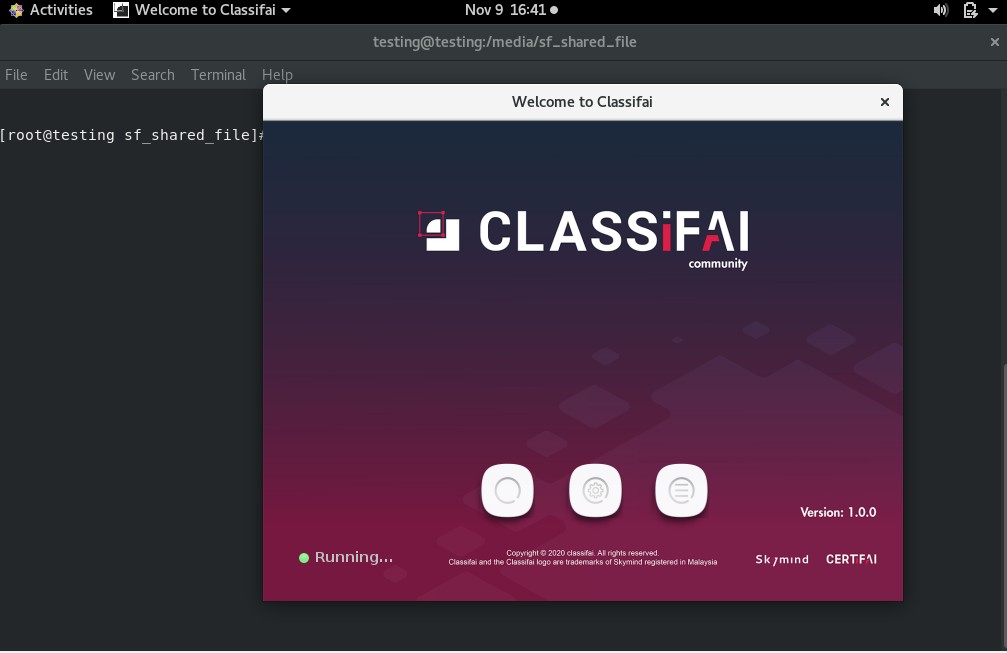 Activities Welcome to Classifai Nov 9 16:41
testing@testing:/media/sf_shared_file
File Edit View Search Terminal Help
Welcome to Classifai
[root@testing sf_shared_file]#
CLASSiFAI
community
Version: 1.0.0
Running...
Copyright © 2020 classifai. All rights reserved.
Classifai and the Classifai logo are trademarks of Skymind registered in Malaysia
Skymind CERTIFAI